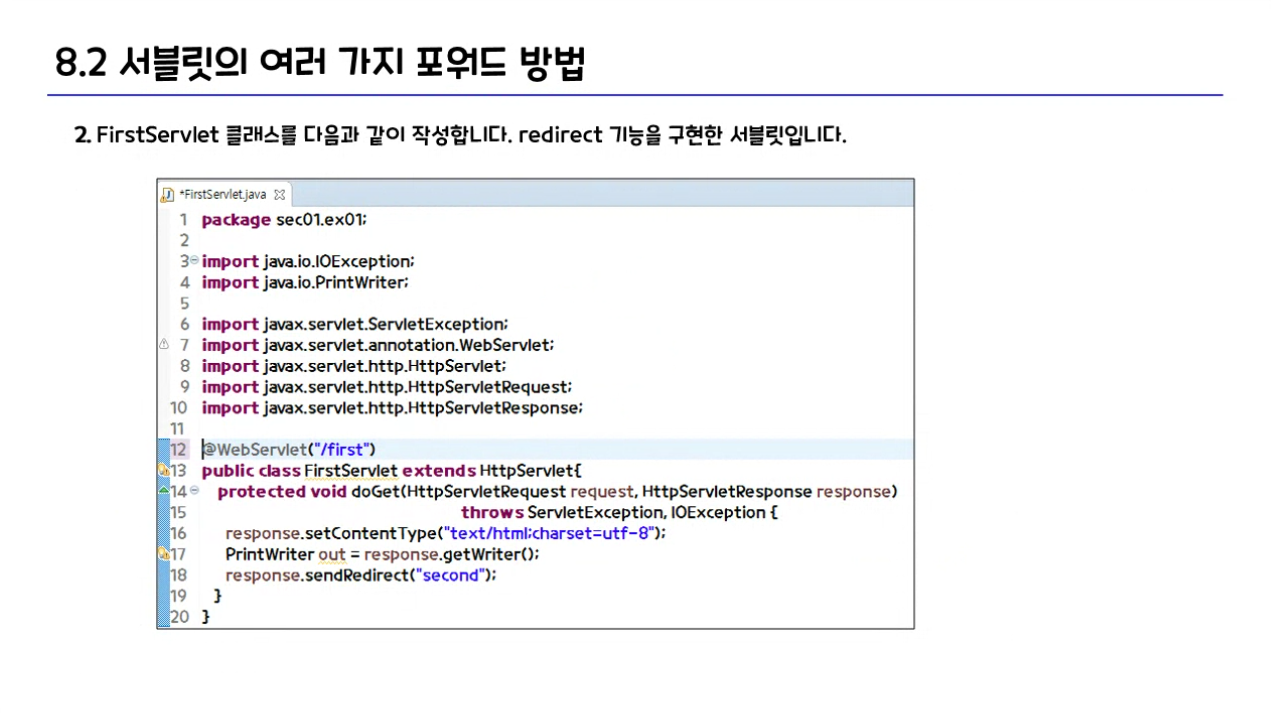 8.2 서블릿의 여러 가지 포워드 방법
2. FirstServlet 클래스를 다음과 같이 작성합니다. redirect 기능을 구현한 서블릿입니다.
*FirstServlet.java
1 package sec01.ex01;
2
3 import java.io.IOException;
4 import java.io.PrintWriter;
5
6 import javax.servlet.ServletException;
7 import javax.servlet.annotation.WebServlet;
8 import javax.servlet.http.HttpServlet;
9 import javax.servlet.http.HttpServletRequest;
10 import javax.servlet.http.HttpServletResponse;
11
12 @WebServlet("/first")
13 public class FirstServlet extends HttpServlet{
14 protected void doGet(HttpServletRequest request, HttpServletResponse response)
15 throws ServletException, IOException {
16 response.setContentType("text/html;charset=utf-8");
17 PrintWriter out = response.getWriter();
18 response.sendRedirect("second");
19 }
20 }